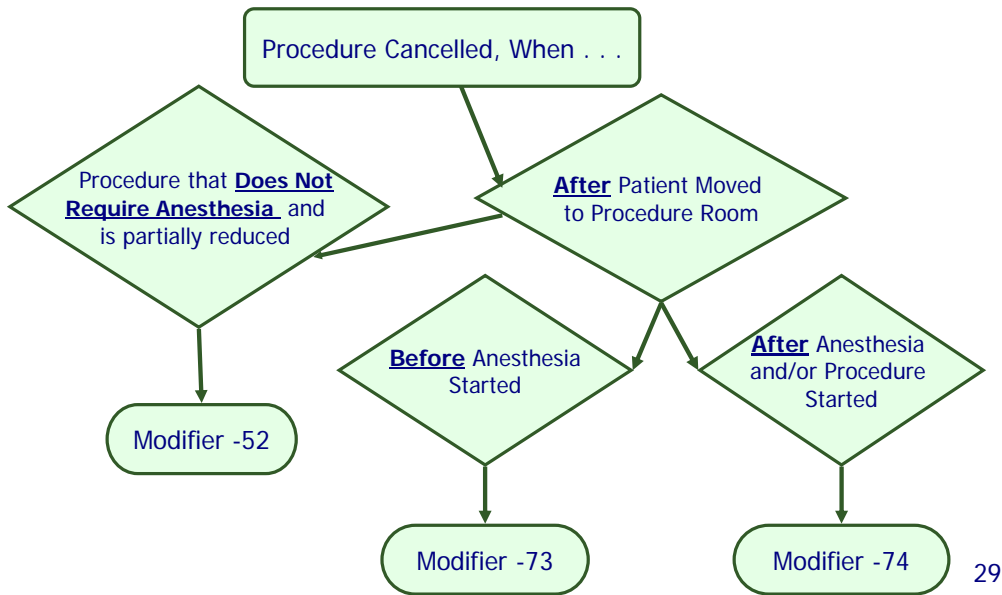 Procedure Cancelled, When . . .
Procedure that Does Not
Require Anesthesia and
is partially reduced
After Patient Moved
to Procedure Room
Before Anesthesia
Started
After Anesthesia
and/or Procedure
Started
Modifier -52
Modifier -73
Modifier -74
29